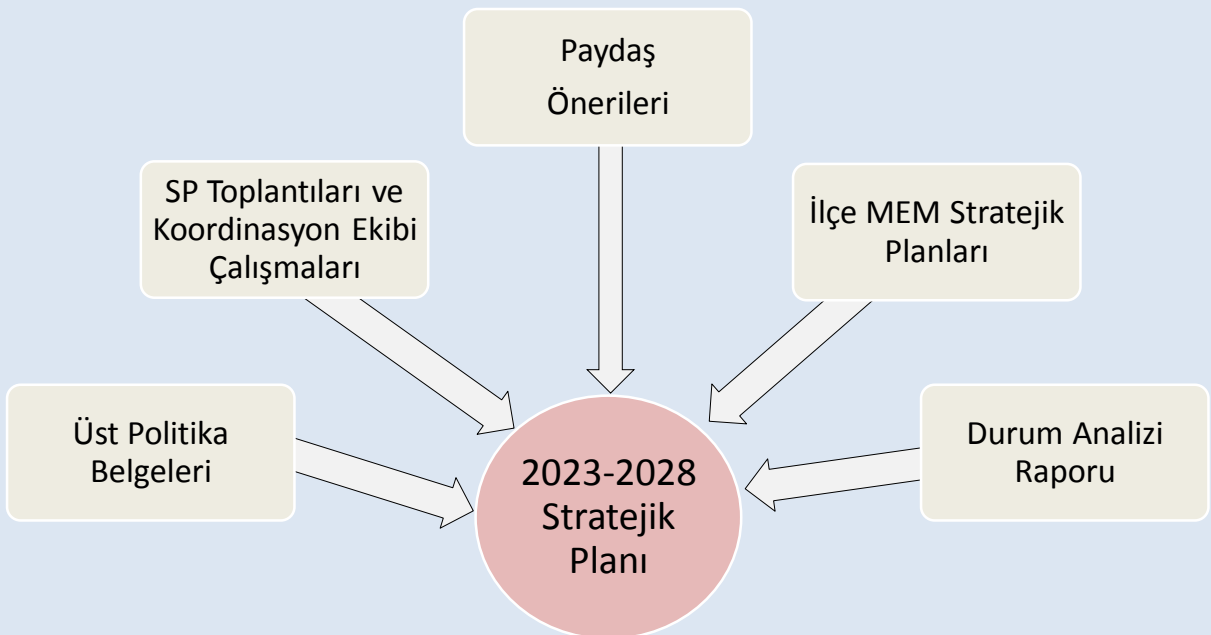 Paydaş
Önerileri
SP Toplantıları ve
Koordinasyon Ekibi
Çalışmaları
İlçe MEM Stratejik
Planları
Üst Politika
Belgeleri
Durum Analizi
Raporu
2023-2028
Stratejik
Planı